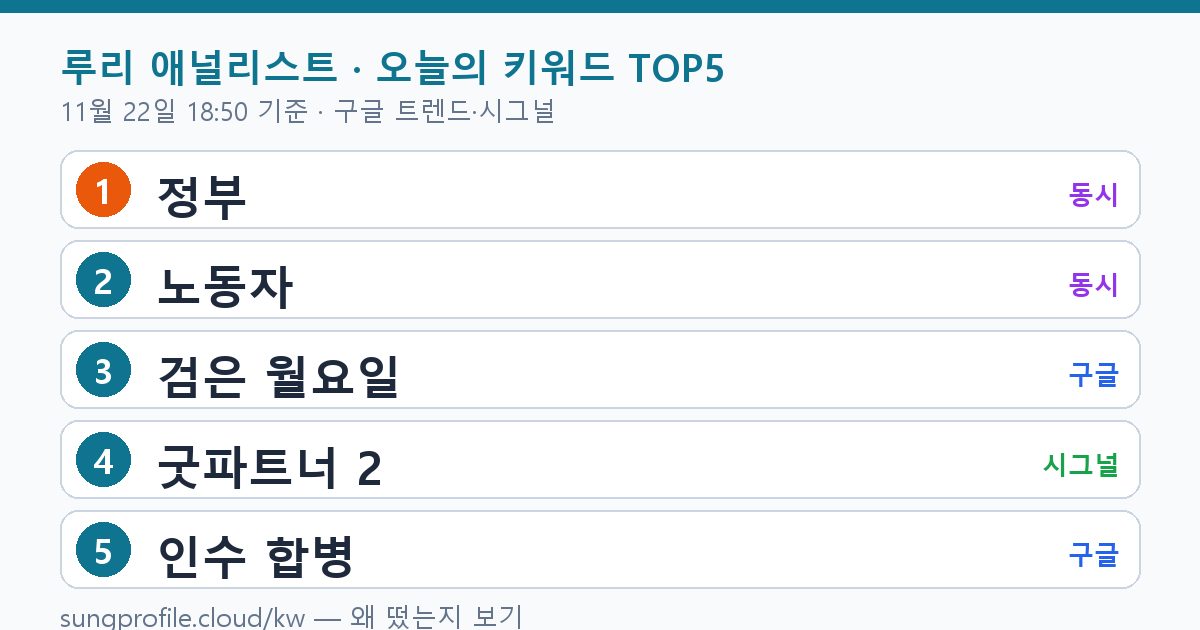 루리 애널리스트 · 오늘의 키워드 TOP5
11월 22일 18:50 기준 · 구글 트렌드·시그널
1 정부 동시
2 노동자 동시
3 검은 월요일 구글
4 굿파트너 2 시그널
5 인수 합병 구글
sungprofile.cloud/kw — 왜 떴는지 보기